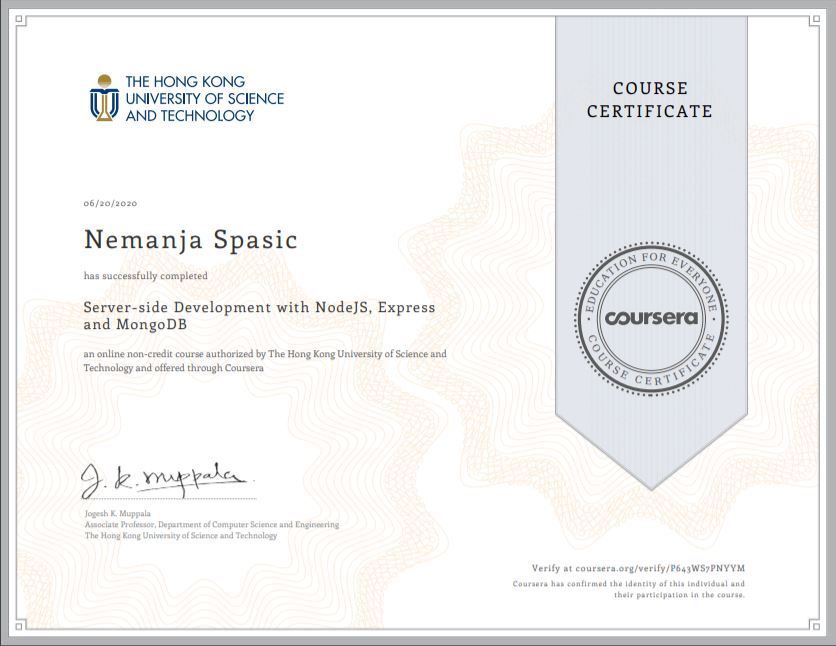 THE HONG KONG
UNIVERSITY OF SCIENCE
AND TECHNOLOGY
COURSE
CERTIFICATE
06/20/2020
Nemanja Spasic
has successfully completed
Server-side Development with NodeJS, Express
and MongoDB
an online non-credit course authorized by The Hong Kong University of Science and
Technology and offered through Coursera
EDUCATION FOR EVERYONE
coursera
COURSE CERTIFICATE
J. K. Muppala
Jogesh K. Muppala
Associate Professor, Department of Computer Science and Engineering
The Hong Kong University of Science and Technology
Verify at coursera.org/verify/P643WS7PNYYM
Coursera has confirmed the identity of this individual and
their participation in the course.